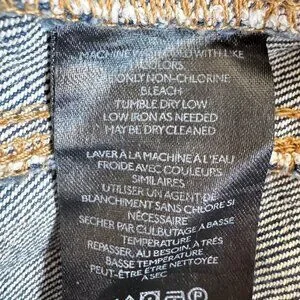 MACHINE WASH COLD WITH LIKE
COLORS
ONLY NON-CHLORINE
BLEACH
TUMBLE DRY LOW
LOW IRON AS NEEDED
MAY BE DRY CLEANED
LAVER À LA MACHINE À L'EAU
FROIDE AVEC COULEURS
SIMILAIRES
UTILISER UN AGENT DE
BLANCHIMENT SANS CHLORE SI
NÉCESSAIRE
SÉCHER PAR CULBUTAGE À BASSE
TEMPÉRATURE
REPASSER, AU BESOIN, À TRÈS
BASSE TEMPÉRATURE
PEUT-ÊTRE ÊTRE NETTOYÉE
À SEC